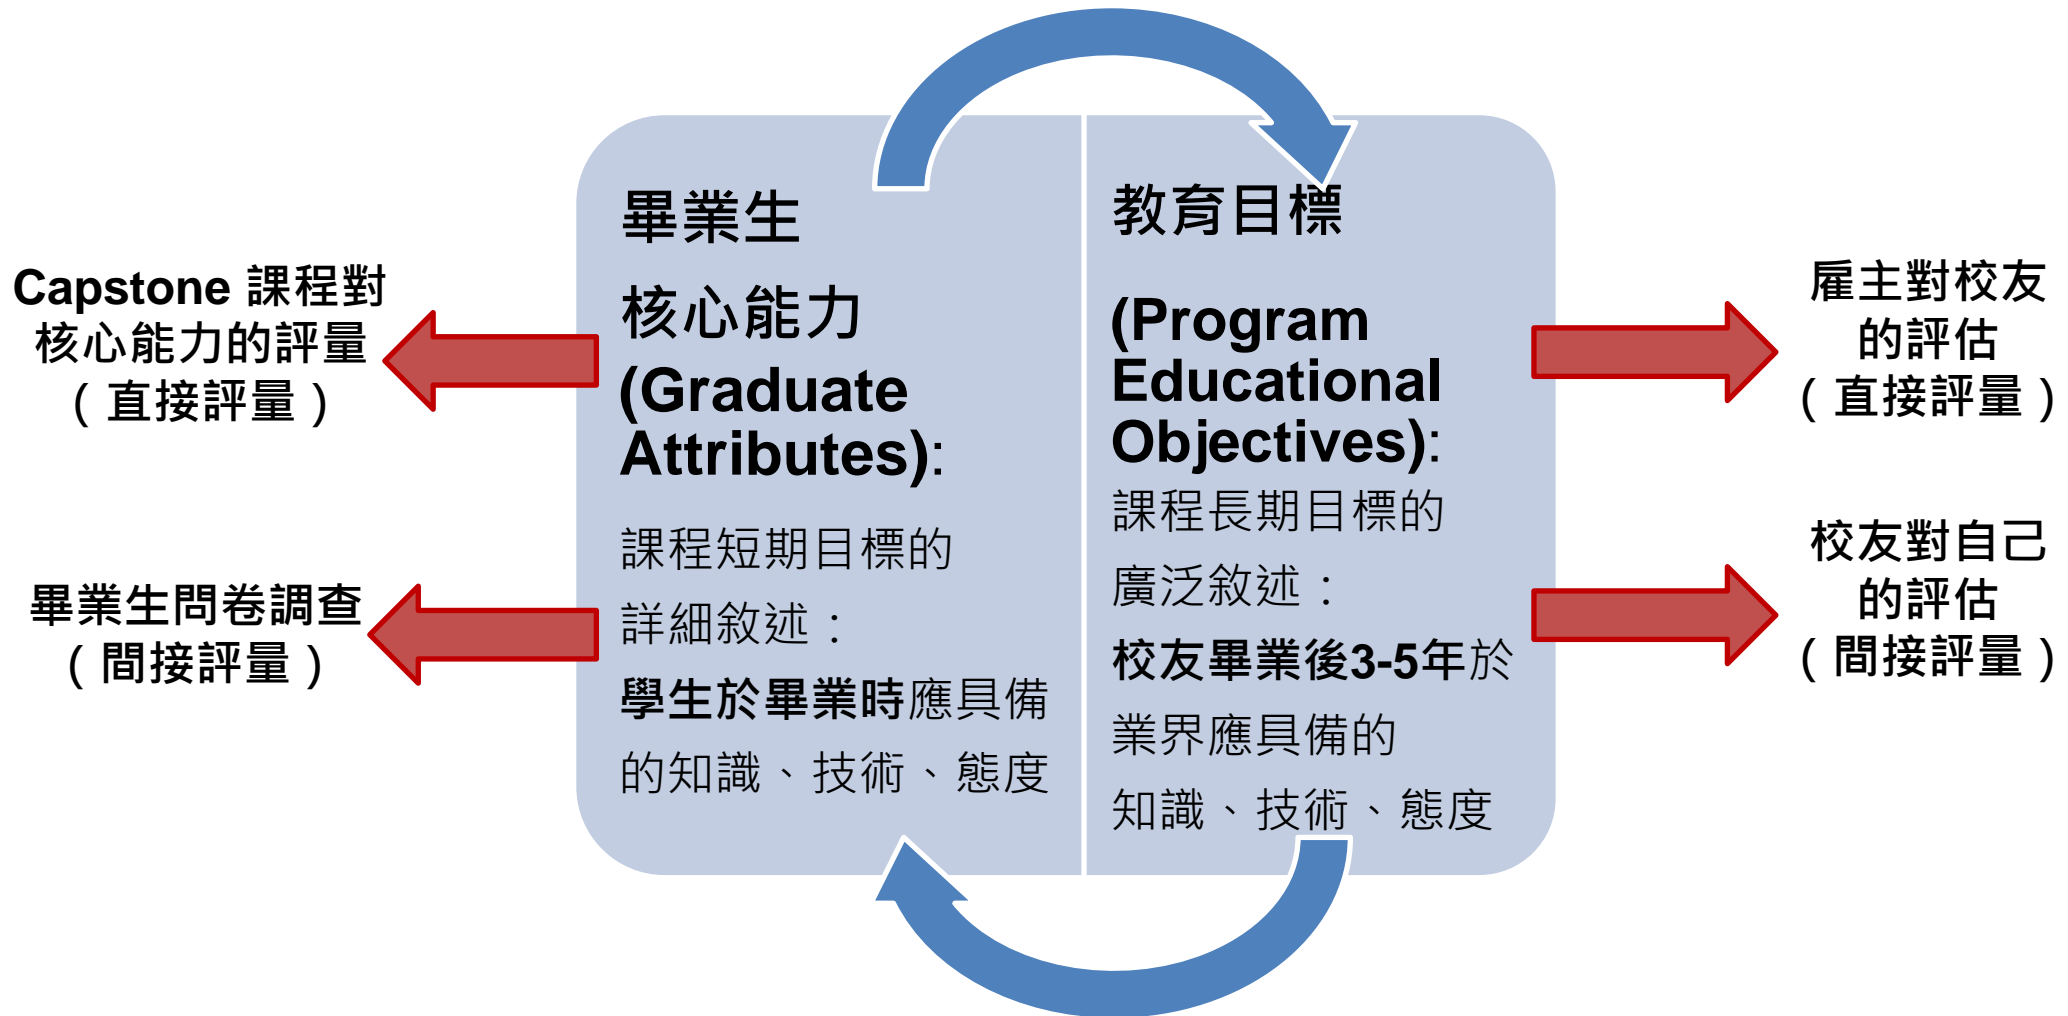 Capstone 課程對
核心能力的評量
（直接評量）
畢業生問卷調查
（間接評量）
畢業生
核心能力
(Graduate
Attributes):
課程短期目標的
詳細敘述：
學生於畢業時應具備
的知識、技術、態度
教育目標
(Program
Educational
Objectives):
課程長期目標的
廣泛敘述：
校友畢業後3-5年於
業界應具備的
知識、技術、態度
雇主對校友
的評估
（直接評量）
校友對自己
的評估
（間接評量）